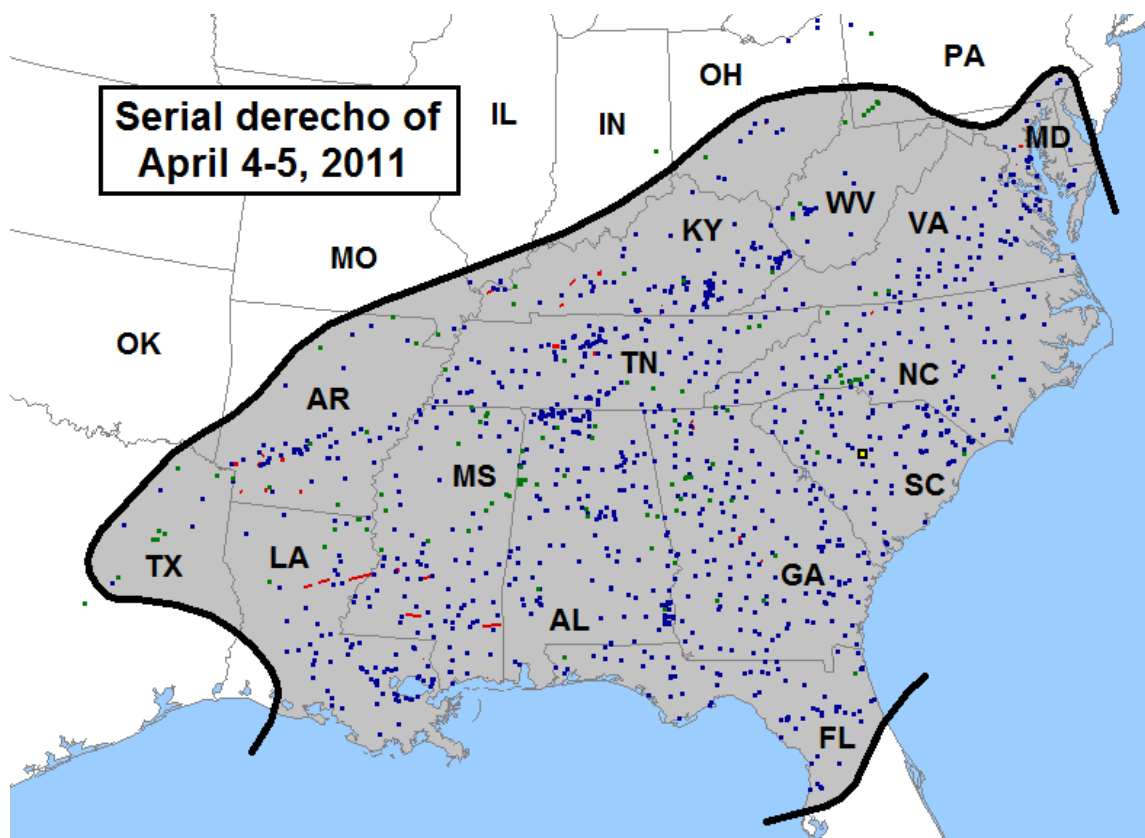 Serial derecho of
April 4-5, 2011
PA
OH
IL
IN
MD
WV
VA
KY
MO
OK
TN
NC
AR
MS
SC
TX
LA
GA
AL
FL